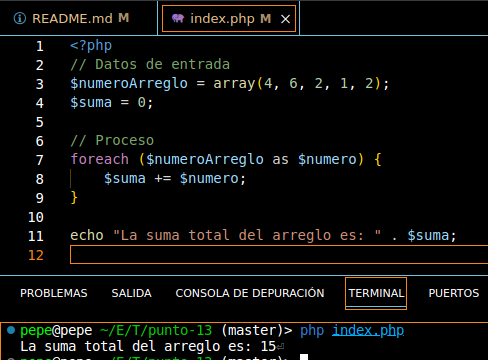 README.md M
index.php M ×
1 <?php
2 // Datos de entrada
3 $numeroArreglo = array(4, 6, 2, 1, 2);
4 $suma = 0;
5
6 // Proceso
7 foreach ($numeroArreglo as $numero) {
8     $suma += $numero;
9 }
10
11 echo "La suma total del arreglo es: " . $suma;
12
PROBLEMAS SALIDA CONSOLA DE DEPURACIÓN TERMINAL PUERTOS
pepe@pepe ~/E/T/punto-13 (master)> php index.php
La suma total del arreglo es: 15⏎
pepe@pepe ~/E/T/punto-13 (master)>